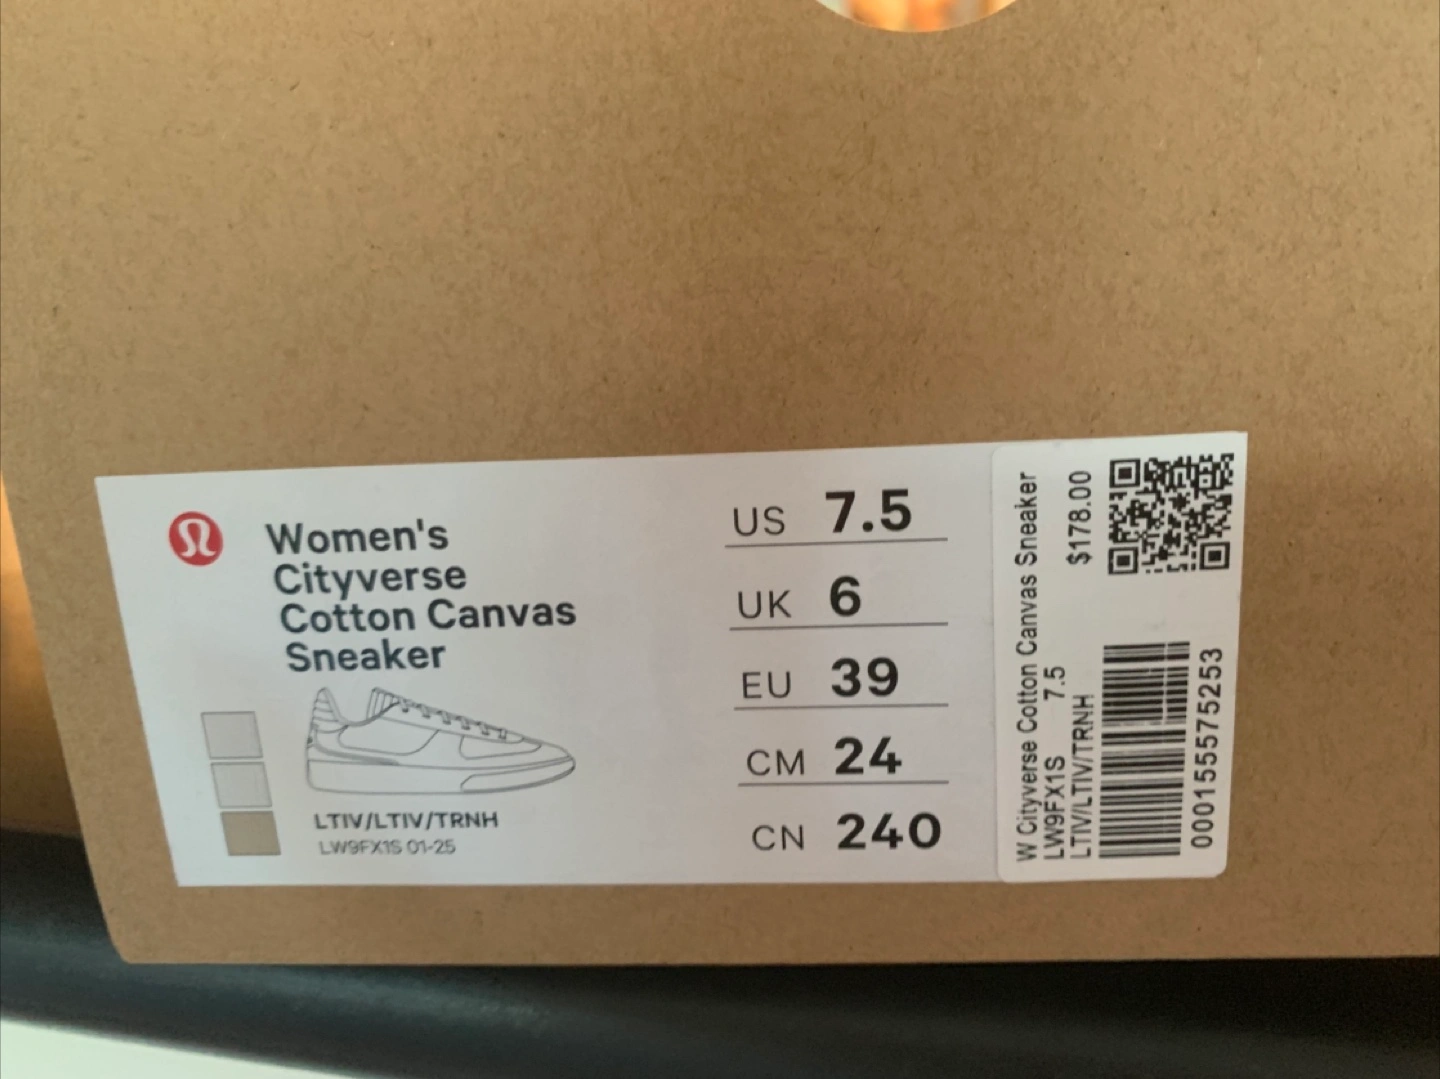 Women's
Cityverse
Cotton Canvas
Sneaker
LTIV/LTIV/TRNH
LW9FX1S 01-25
US 7.5
UK 6
EU 39
CM 24
CN 240
W Cityverse Cotton Canvas Sneaker
LW9FX1S 7.5 $178.00
LTIV/LTIV/TRNH
000155575253